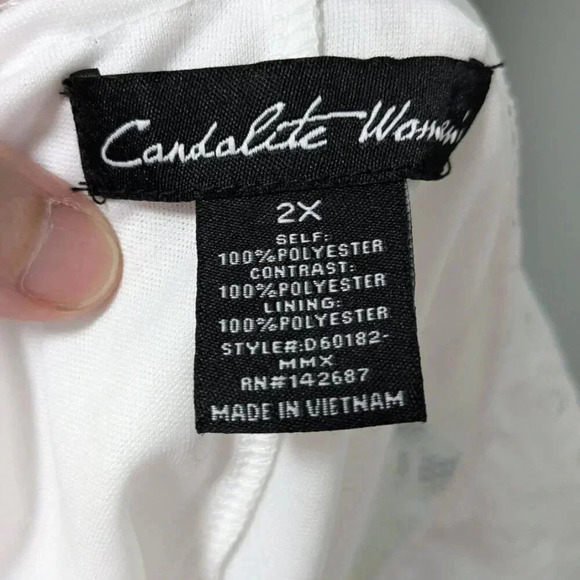 Candalite Women
2X
SELF:
100%POLYESTER
CONTRAST:
100%POLYESTER
LINING:
100%POLYESTER
STYLE#:D60182-
MMX
RN#142687
MADE IN VIETNAM